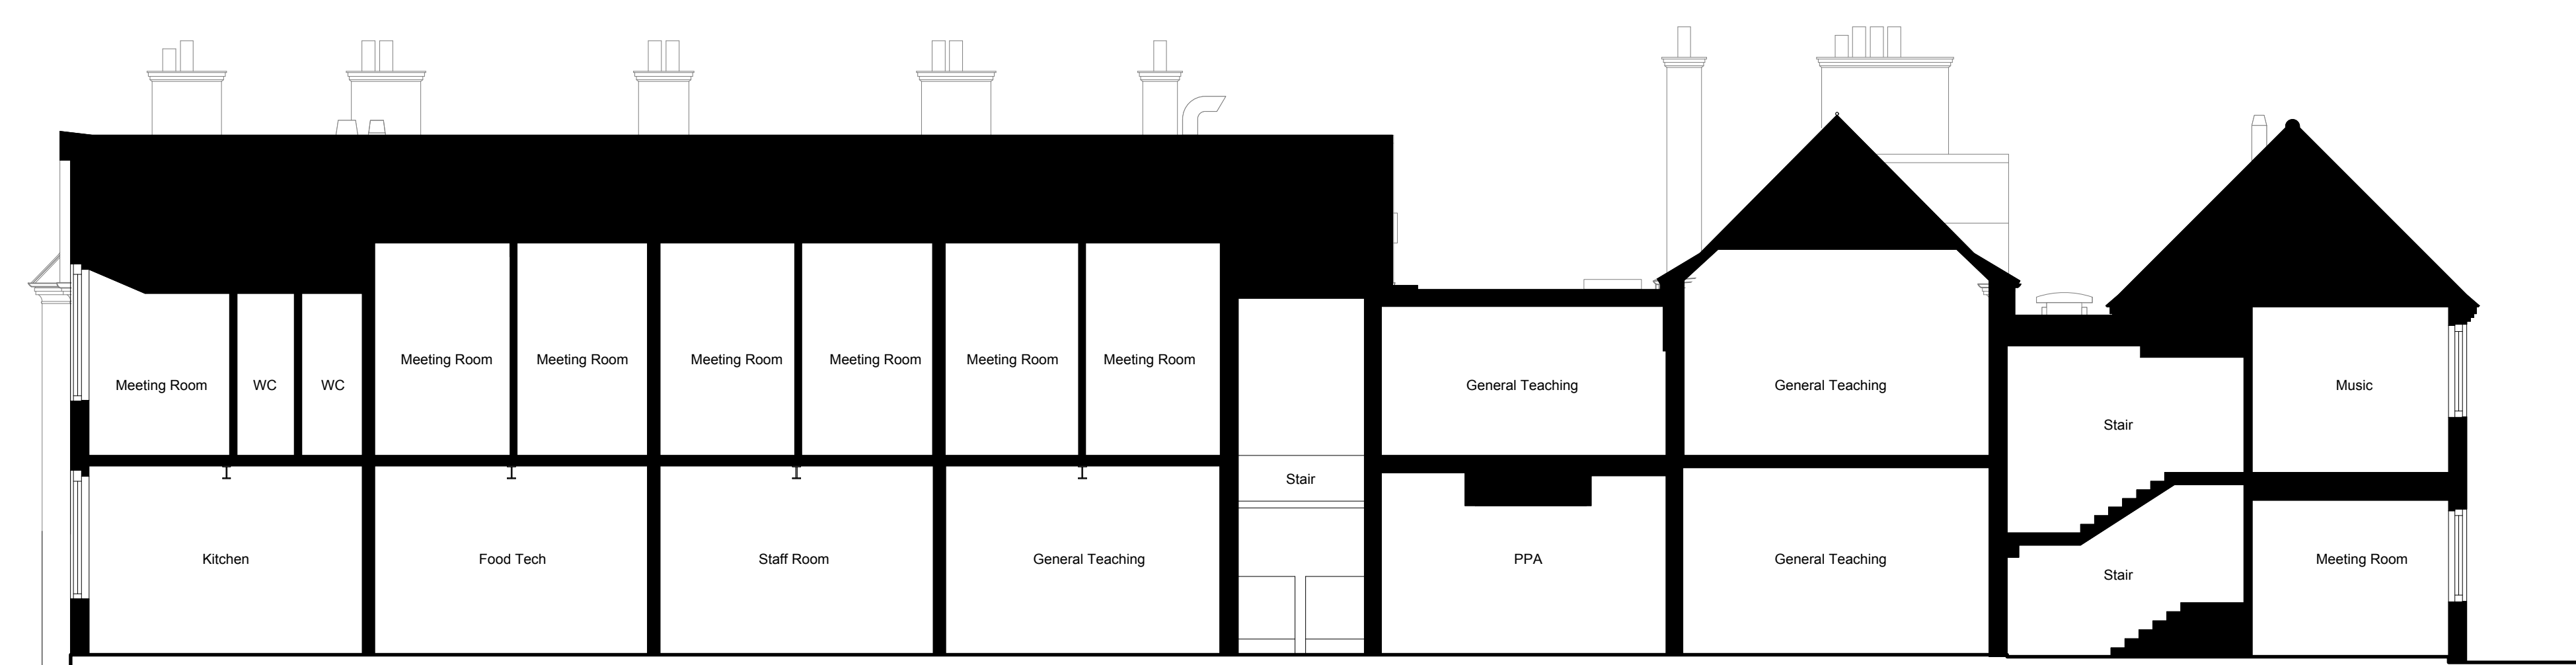 Meeting Room
WC
WC
Meeting Room
Meeting Room
Meeting Room
Meeting Room
Meeting Room
Meeting Room
General Teaching
General Teaching
Stair
Music
Stair
Kitchen
Food Tech
Staff Room
General Teaching
PPA
General Teaching
Stair
Meeting Room